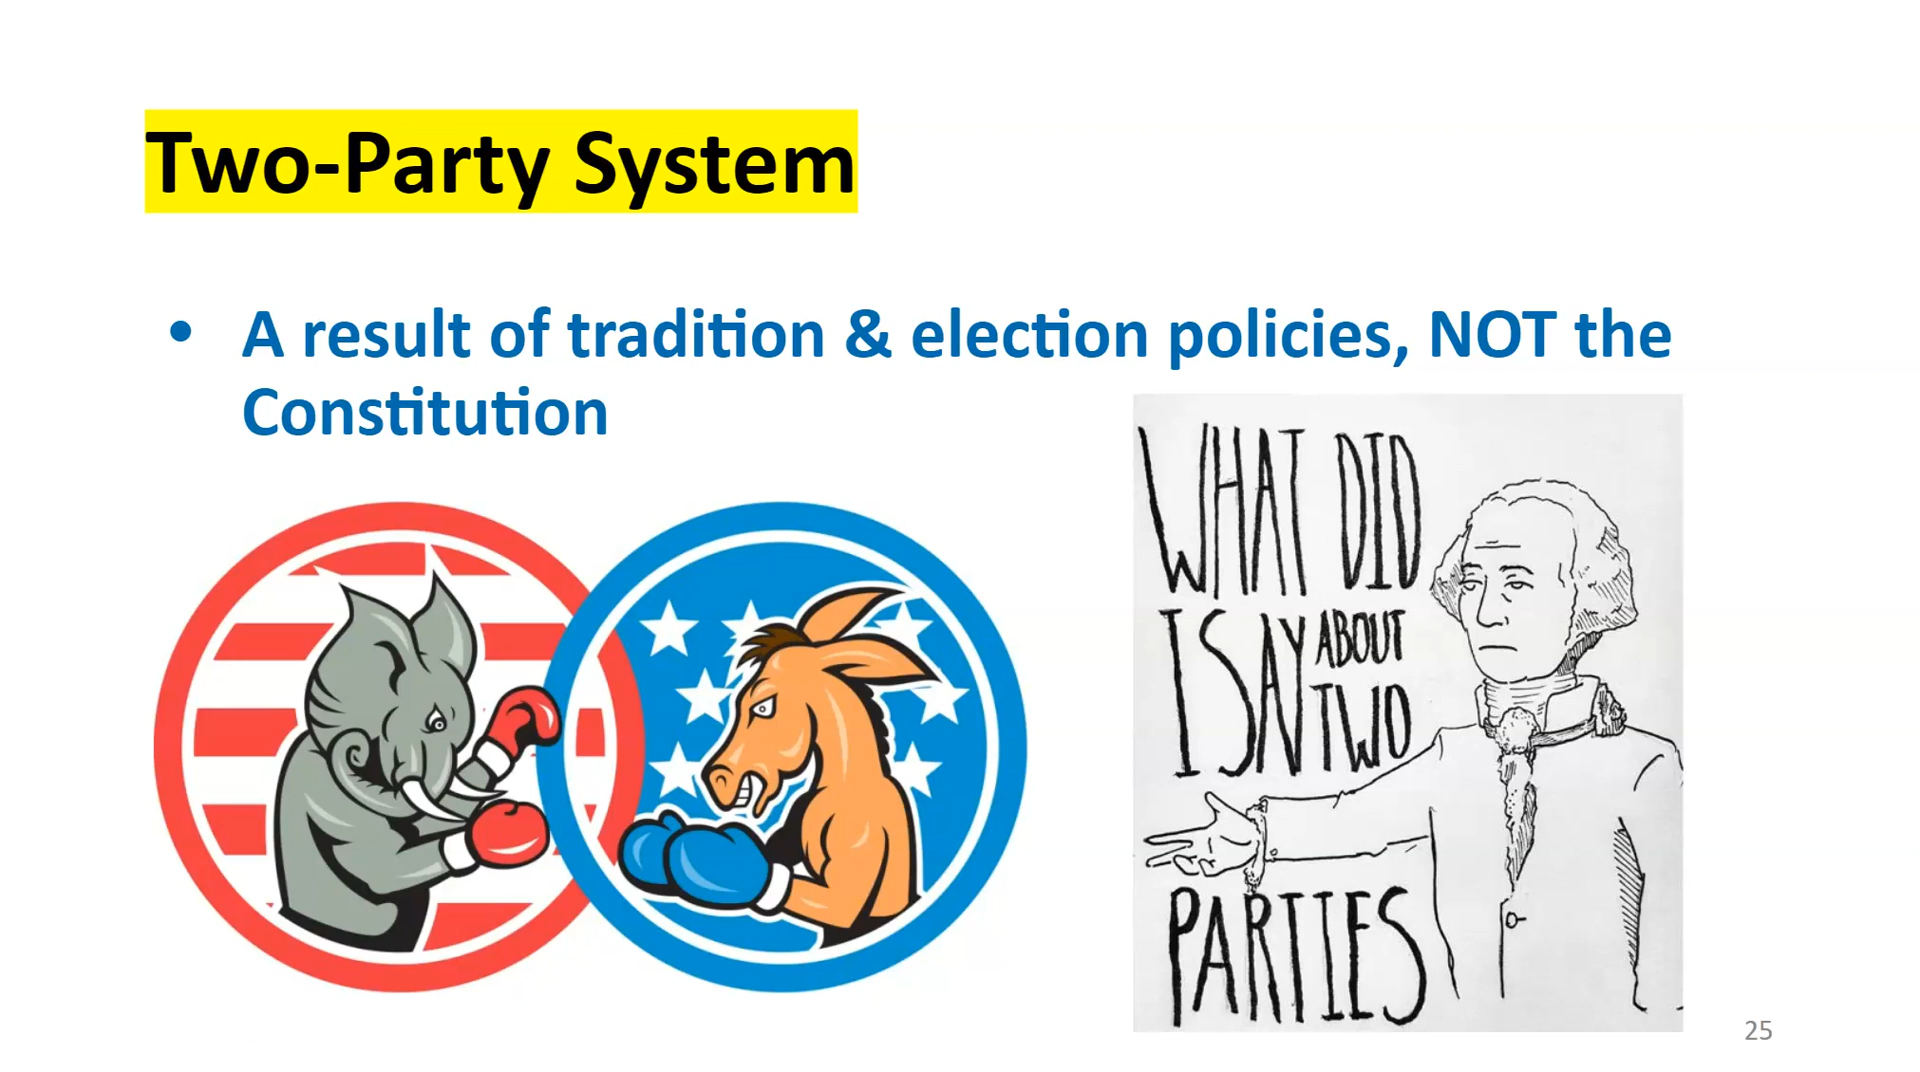 Two-Party System
• A result of tradition & election policies, NOT the
Constitution
WHAT DID
I SAY ABOUT
TWO
PARTIES
25